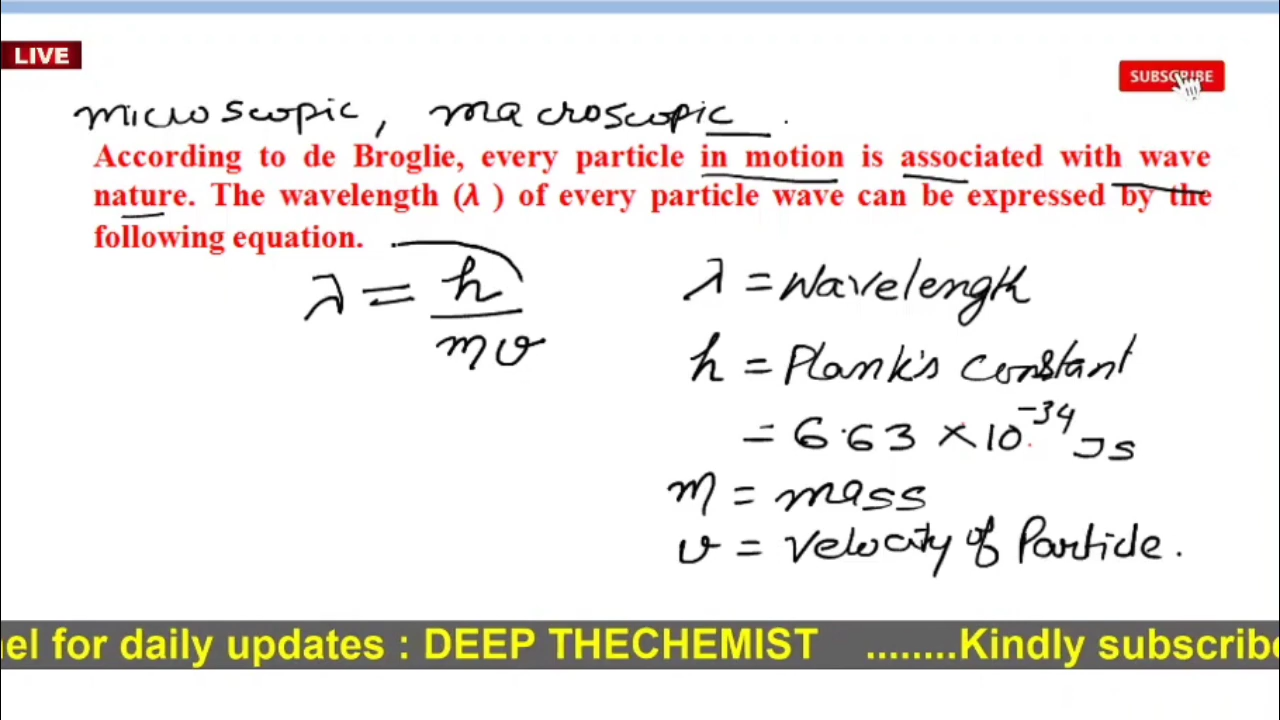 LIVE
SUBSCRIBE
microscopic, macroscopic.
According to de Broglie, every particle in motion is associated with wave
nature. The wavelength (λ ) of every particle wave can be expressed by the
following equation.
λ = h/mv
λ = wavelength
h = Plank's constant
= 6.63 × 10⁻³⁴ Js
m = mass
v = velocity of Particle.
nel for daily updates : DEEP THECHEMIST ........Kindly subscribe